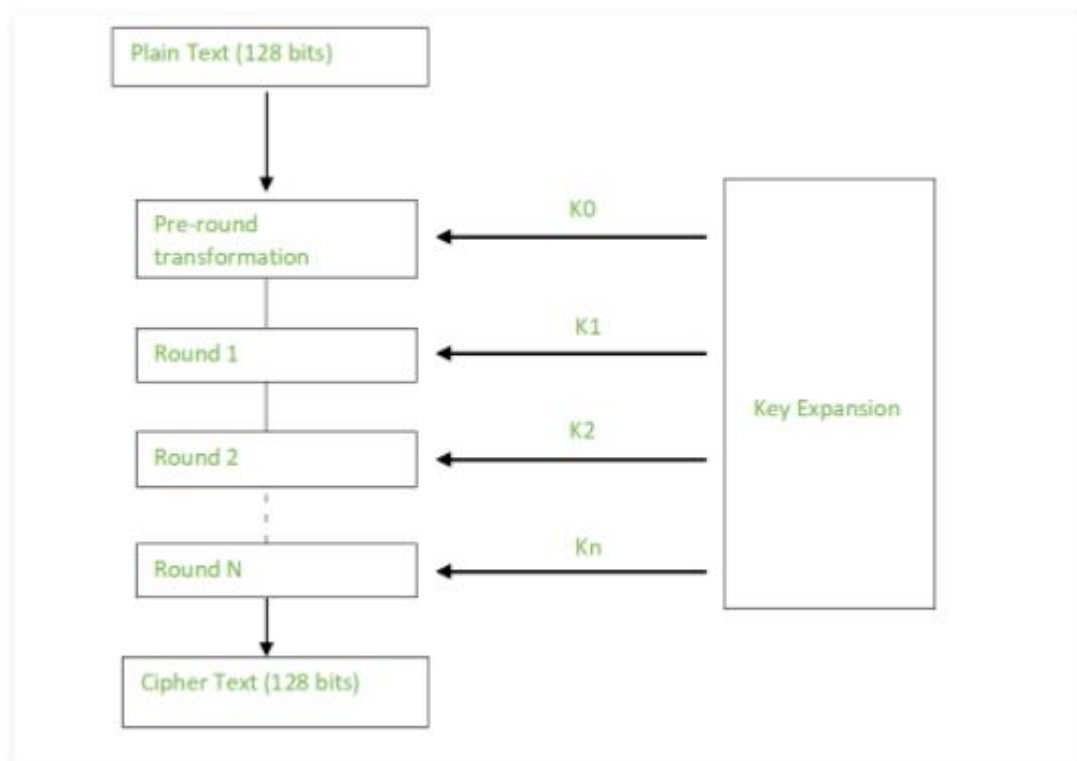 Plain Text (128 bits)
Pre-round
transformation
K0
Round 1
K1
Key Expansion
Round 2
K2
Round N
Kn
Cipher Text (128 bits)